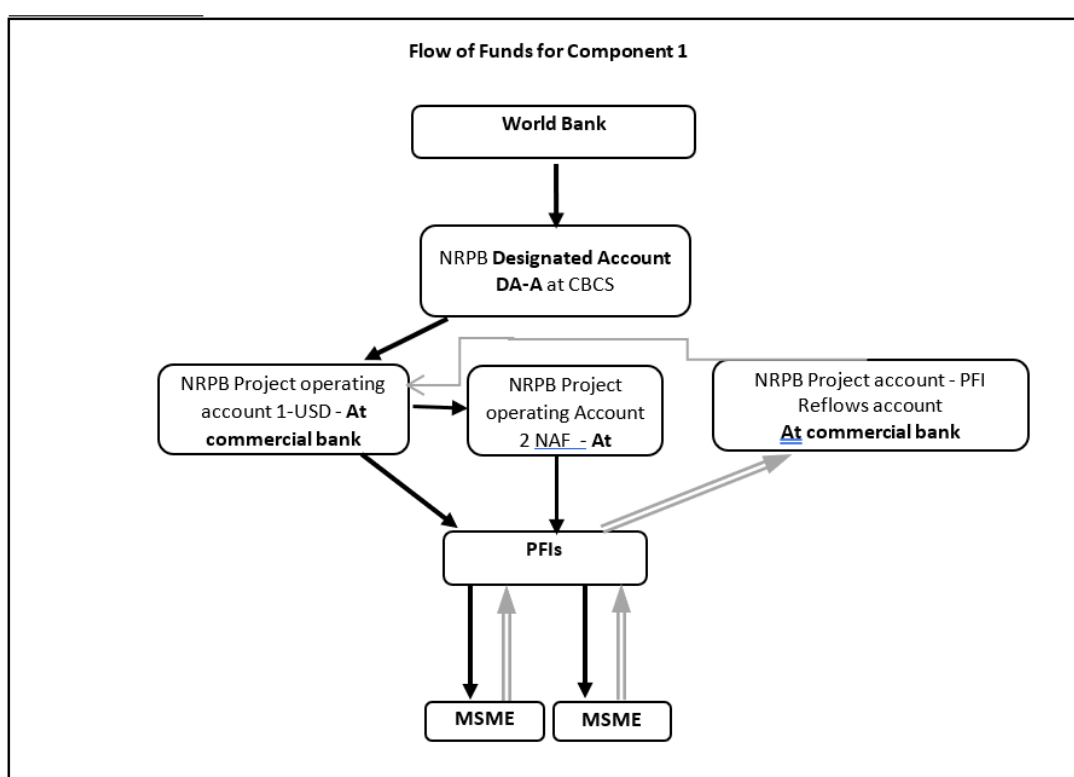 Flow of Funds for Component 1
World Bank
NRPB Designated Account
DA-A at CBCS
NRPB Project operating
account 1-USD - At
commercial bank
NRPB Project
operating Account
2 NAF - At
NRPB Project account - PFI
Reflows account
At commercial bank
PFIs
MSME
MSME